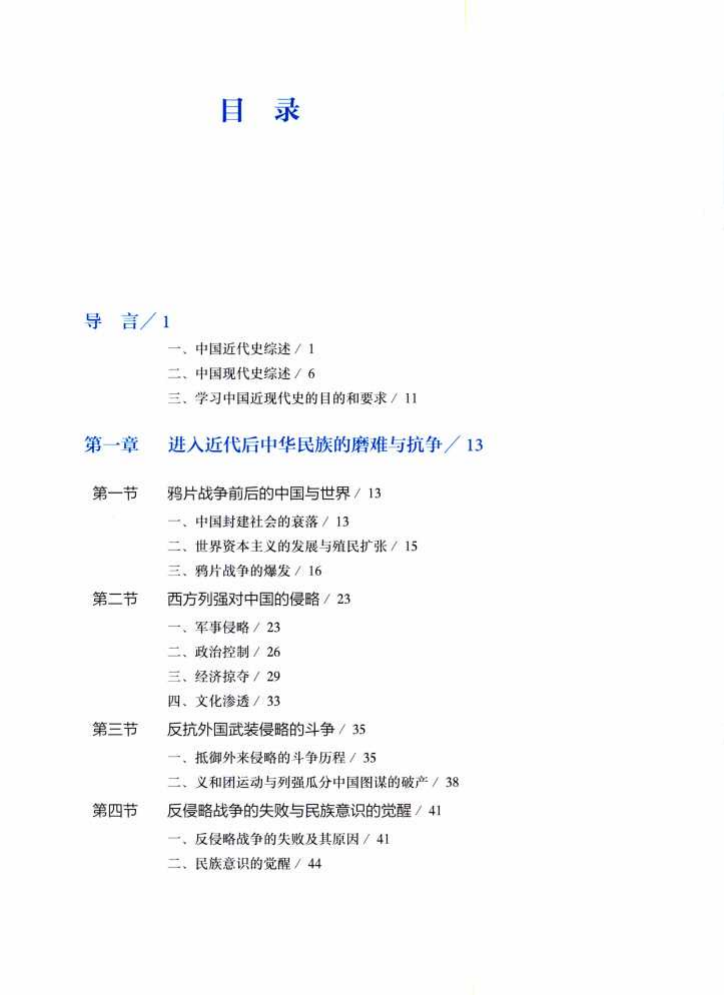 目 录
导 言/ 1
一、中国近代史综述 / 1
二、中国现代史综述 / 6
三、学习中国近现代史的目的和要求 / 11
第一章 进入近代后中华民族的磨难与抗争/ 13
第一节 鸦片战争前后的中国与世界 / 13
一、中国封建社会的衰落 / 13
二、世界资本主义的发展与殖民扩张 / 15
三、鸦片战争的爆发 / 16
第二节 西方列强对中国的侵略 / 23
一、军事侵略 / 23
二、政治控制 / 26
三、经济掠夺 / 29
四、文化渗透 / 33
第三节 反抗外国武装侵略的斗争 / 35
一、抵御外来侵略的斗争历程 / 35
二、义和团运动与列强瓜分中国图谋的破产 / 38
第四节 反侵略战争的失败与民族意识的觉醒 / 41
一、反侵略战争的失败及其原因 / 41
二、民族意识的觉醒 / 44